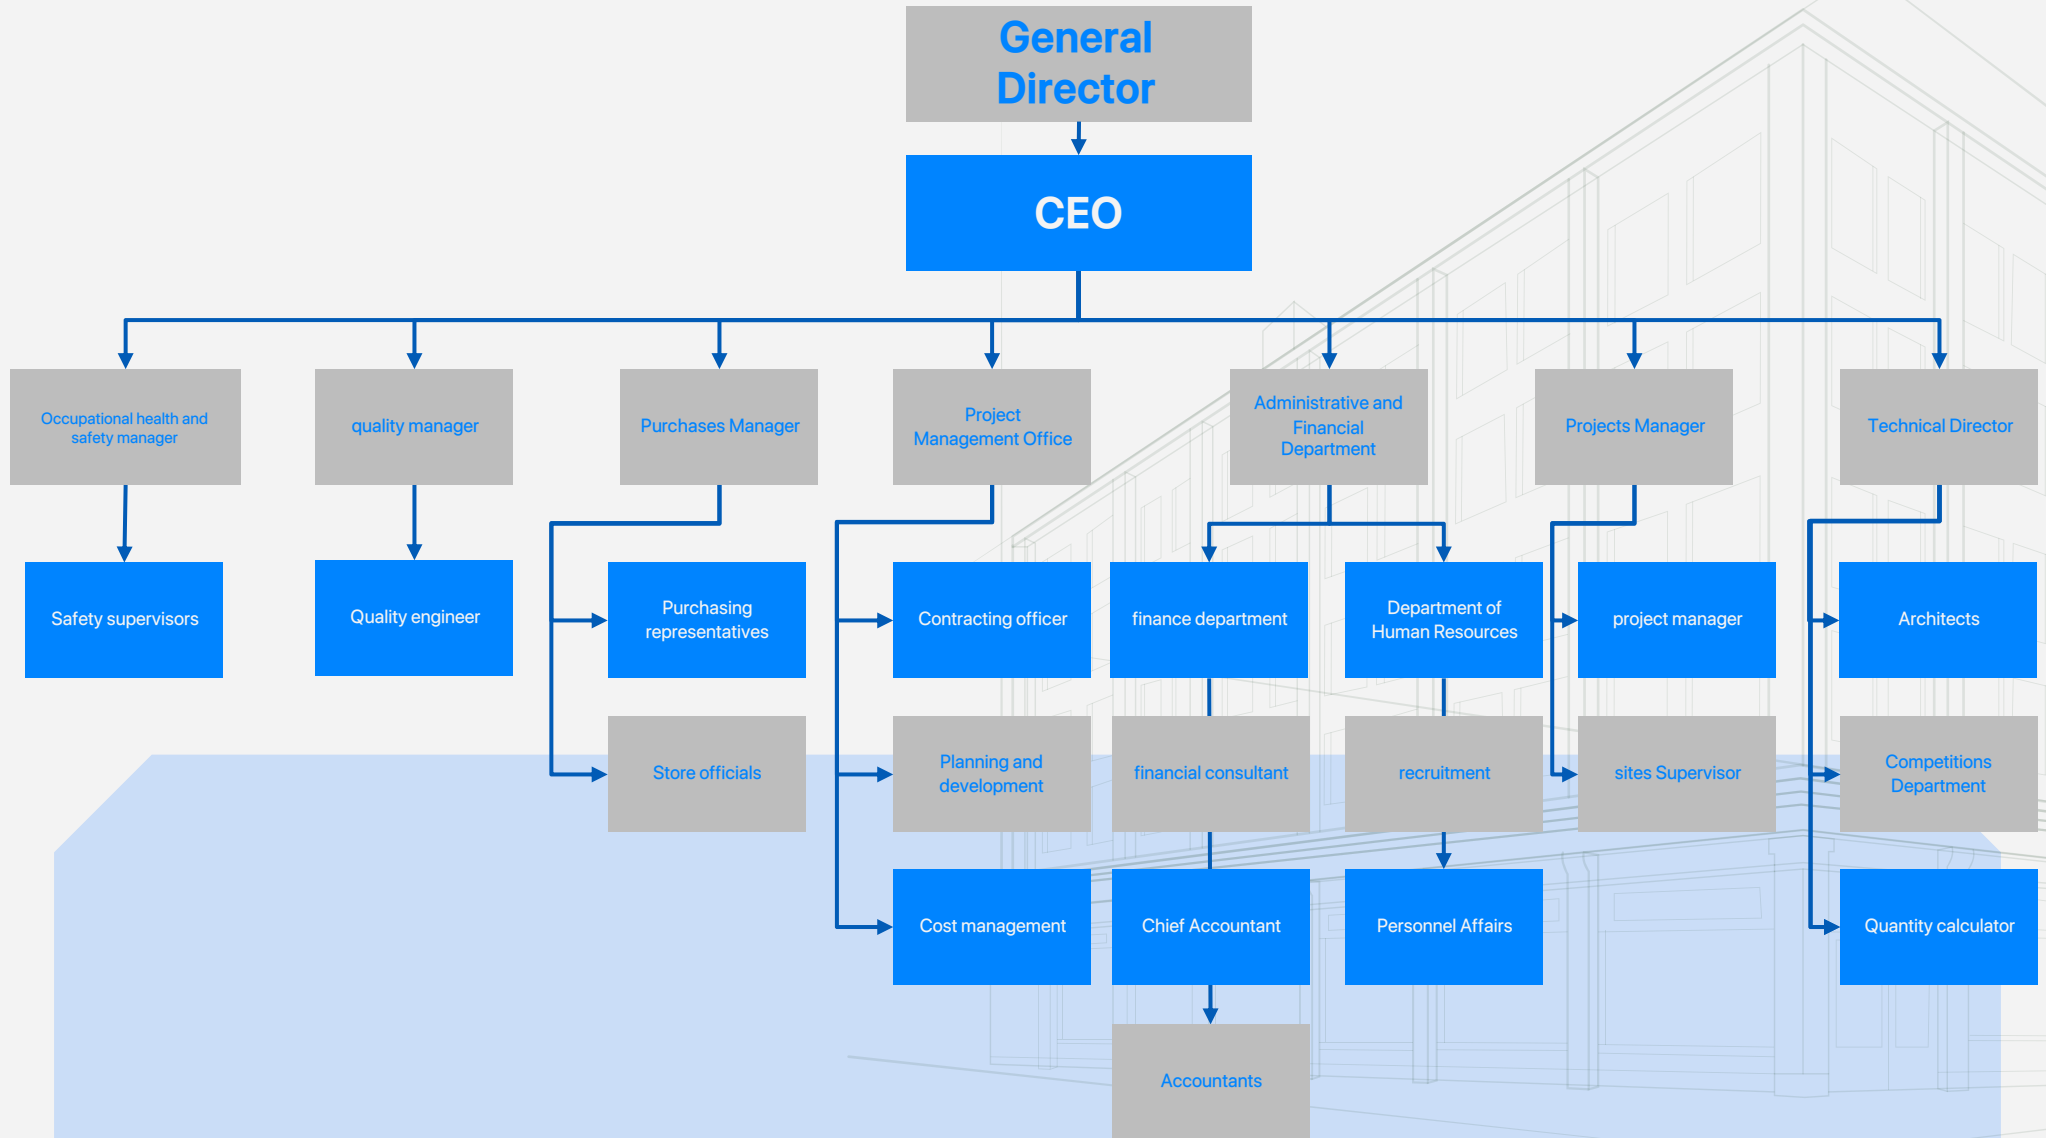 General
Director
CEO
Occupational health and
safety manager
quality manager
Purchases Manager
Project
Management Office
Administrative and
Financial
Department
Projects Manager
Technical Director
Safety supervisors
Quality engineer
Purchasing
representatives
Contracting officer
finance department
Department of
Human Resources
project manager
Architects
Store officials
Planning and
development
financial consultant
recruitment
sites Supervisor
Competitions
Department
Cost management
Chief Accountant
Personnel Affairs
Quantity calculator
Accountants